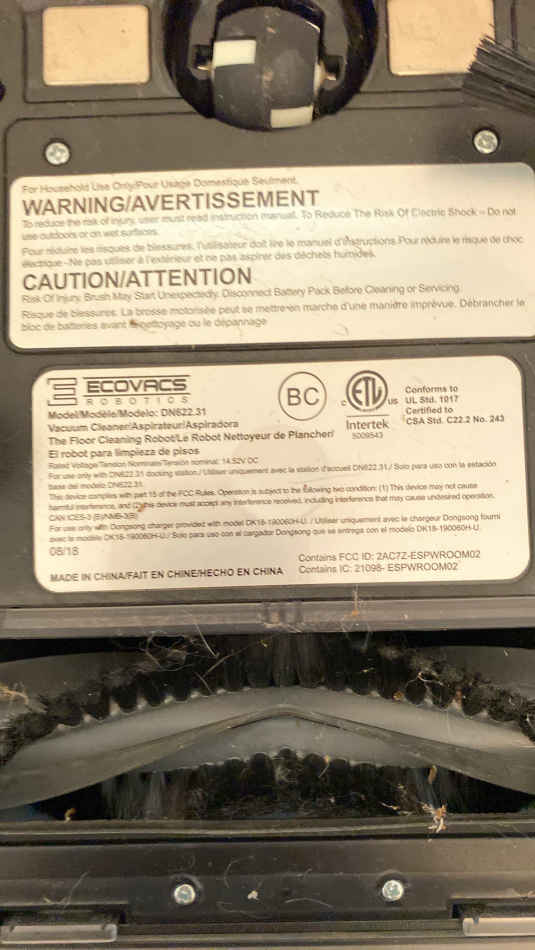 For Household Use Only/Pour Usage Domestique Seulment.
WARNING/AVERTISSEMENT
To reduce the risk of injury, user must read instruction manual. To Reduce The Risk Of Electric Shock – Do not
use outdoors or on wet surfaces.
Pour réduire les risques de blessures, l'utilisateur doit lire le manuel d'instructions.Pour réduire le risque de choc
électrique - Ne pas utiliser à l'extérieur et ne pas aspirer des déchets humides.
CAUTION/ATTENTION
Risk Of Injury. Brush May Start Unexpectedly. Disconnect Battery Pack Before Cleaning or Servicing.
Risque de blessures. La brosse motorisée peut se mettre en marche d'une manière imprévue. Débrancher le
bloc de batteries avant le nettoyage ou le dépannage
ECOVACS
ROBOTICS
BC
C ETL US
Intertek
5009543
Conforms to
UL Std. 1017
Certified to
CSA Std. C22.2 No. 243
Model/Modèle/Modelo: DN622.31
Vacuum Cleaner/Aspirateur/Aspiradora
The Floor Cleaning Robot/Le Robot Nettoyeur de Plancher/
El robot para limpieza de pisos
Rated Voltage/Tension Nominale/Tensión nominal: 14.52V DC
For use only with DN622.31 docking station / Utiliser uniquement avec la station d'accueil DN622.31 / Solo para uso con la estación
base del modelo DN622.31.
This device complies with part 15 of the FCC Rules. Operation is subject to the following two condition: (1) This device may not cause
harmful interference, and (2) this device must accept any interference received, including interference that may cause undesired operation.
CAN ICES-3 (B)/NMB-3(B)
For use only with Dongsong charger provided with model DK18-190060H-U. / Utiliser uniquement avec le chargeur Dongsong fourni
avec le modèle DK18-190060H-U./ Solo para uso con el cargador Dongsong que se entrega con el modelo DK18-190060H-U.
08/18
MADE IN CHINA/FAIT EN CHINE/HECHO EN CHINA
Contains FCC ID: 2AC7Z-ESPWROOM02
Contains IC: 21098- ESPWROOM02